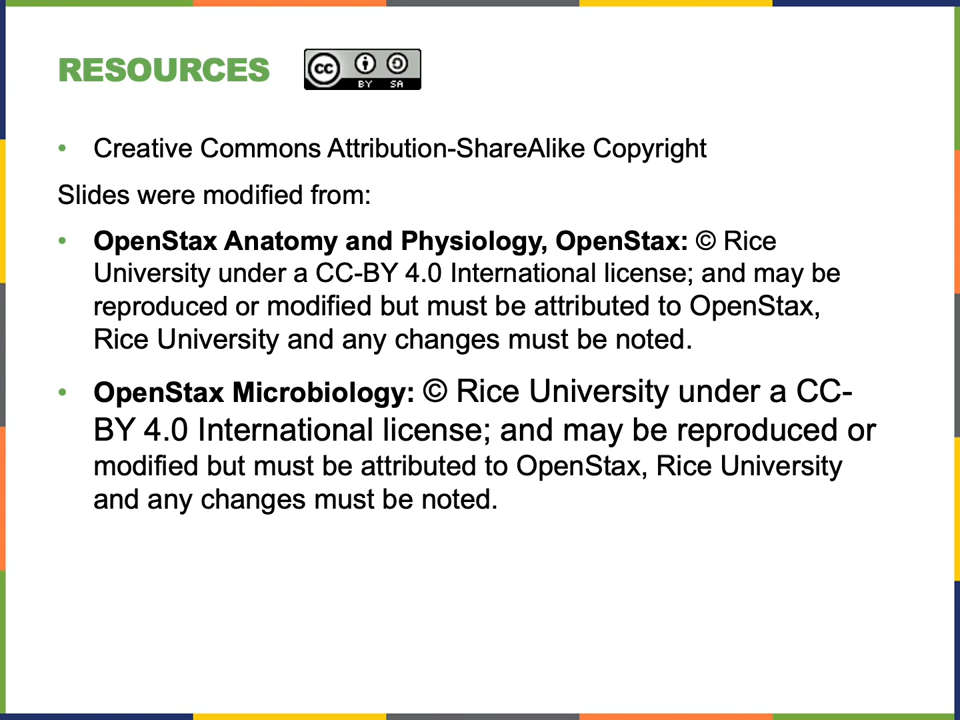 RESOURCES
cc BY SA
• Creative Commons Attribution-ShareAlike Copyright
Slides were modified from:
• OpenStax Anatomy and Physiology, OpenStax: © Rice
University under a CC-BY 4.0 International license; and may be
reproduced or modified but must be attributed to OpenStax,
Rice University and any changes must be noted.
• OpenStax Microbiology: © Rice University under a CC-
BY 4.0 International license; and may be reproduced or
modified but must be attributed to OpenStax, Rice University
and any changes must be noted.